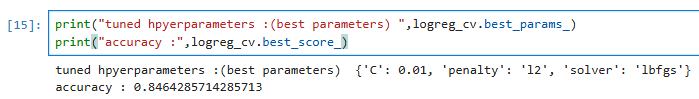 [15]: print("tuned hpyerparameters :(best parameters) ",logreg_cv.best_params_)
print("accuracy :",logreg_cv.best_score_)
tuned hpyerparameters :(best parameters)  {'C': 0.01, 'penalty': 'l2', 'solver': 'lbfgs'}
accuracy : 0.8464285714285713